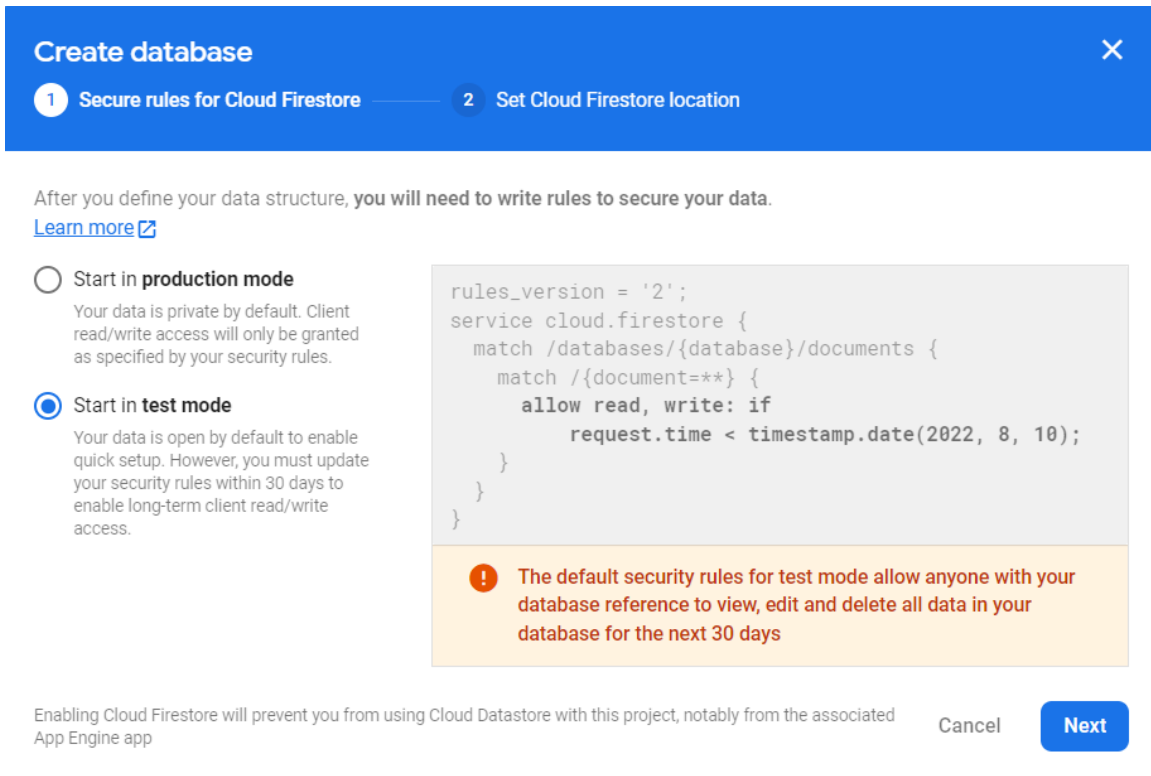 Create database
1 Secure rules for Cloud Firestore 2 Set Cloud Firestore location
After you define your data structure, you will need to write rules to secure your data.
Learn more
Start in production mode
Your data is private by default. Client
read/write access will only be granted
as specified by your security rules.
Start in test mode
Your data is open by default to enable
quick setup. However, you must update
your security rules within 30 days to
enable long-term client read/write
access.
rules_version = '2';
service cloud.firestore {
  match /databases/{database}/documents {
    match /{document=**} {
      allow read, write: if
          request.time < timestamp.date(2022, 8, 10);
    }
  }
}
The default security rules for test mode allow anyone with your
database reference to view, edit and delete all data in your
database for the next 30 days
Enabling Cloud Firestore will prevent you from using Cloud Datastore with this project, notably from the associated
App Engine app
Cancel Next